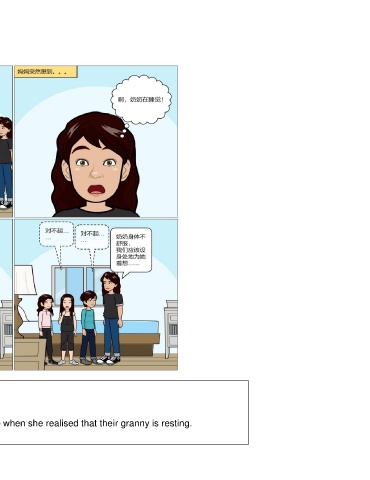 妈妈突然想到。。。
啊，奶奶在睡觉！
对不起...
...
对不起...
...
奶奶身体不
舒服，
我们应该设
身处地为她
着想......
when she realised that their granny is resting.